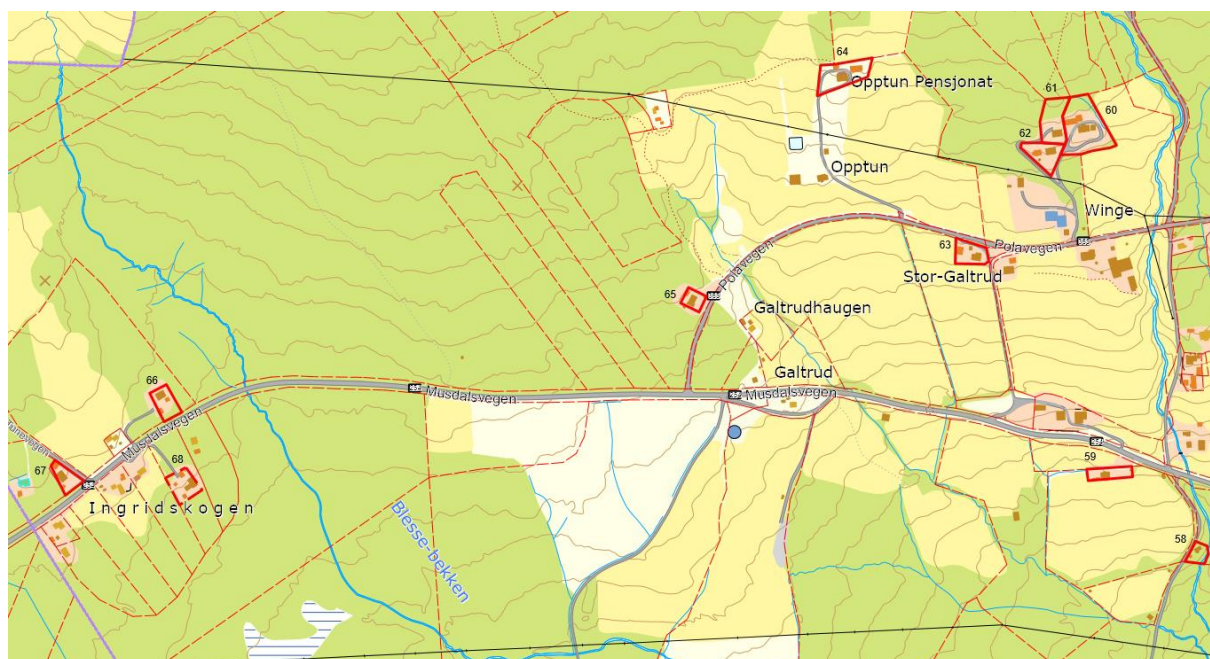 64
Opptun Pensjonat
61
60
62
Opptun
Winge
Polavegen
63
Polavegen
Stor-Galtrud
65
Galtrudhaugen
Galtrud
66
Musdalsvegen
Musdalsvegen
Musdalsvegen
67
68
59
Ingridskogen
Blesse-bekken
58